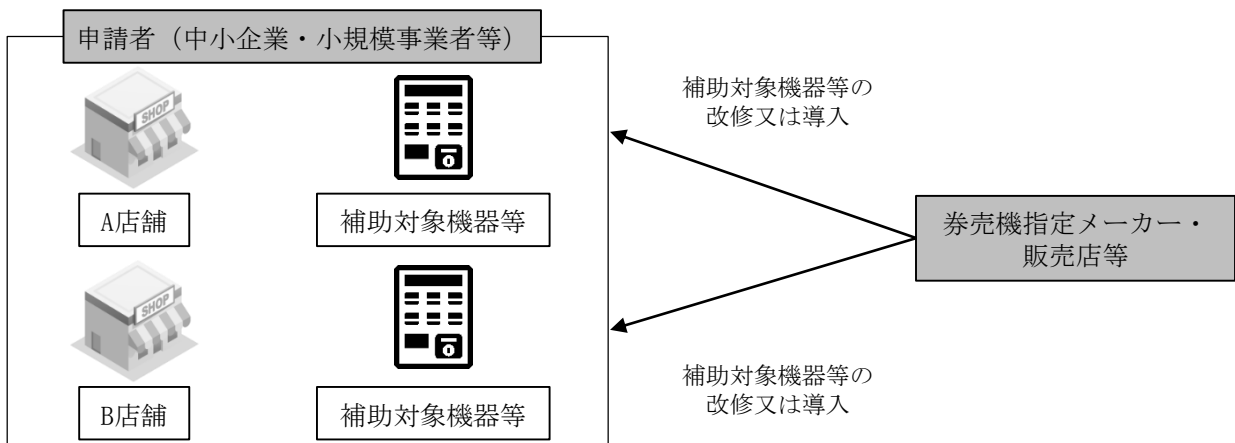 申請者（中小企業・小規模事業者等）
SHOP
A店舗
補助対象機器等
補助対象機器等の
改修又は導入
券売機指定メーカー・
販売店等
SHOP
B店舗
補助対象機器等
補助対象機器等の
改修又は導入